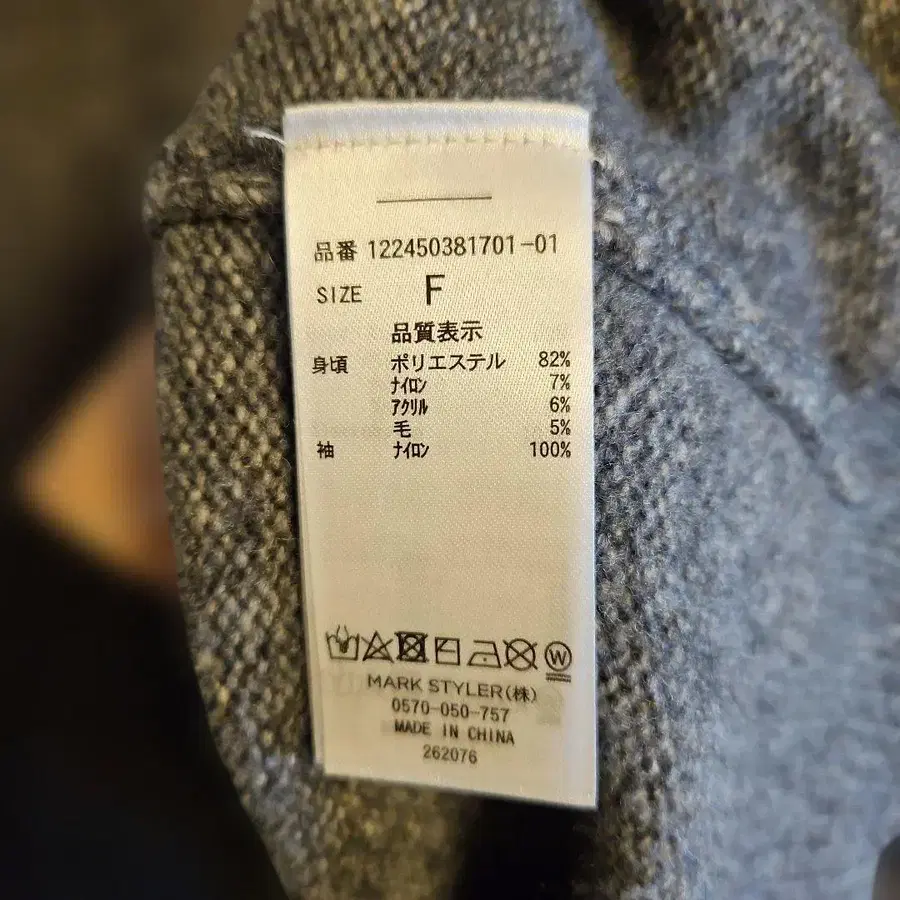 品番 122450381701-01
SIZE F
品質表示
身頃 ポリエステル 82%
ﾅｲﾛﾝ 7%
ｱｸﾘﾙ 6%
毛 5%
袖 ﾅｲﾛﾝ 100%
W
MARK STYLER(株)
0570-050-757
MADE IN CHINA
262076